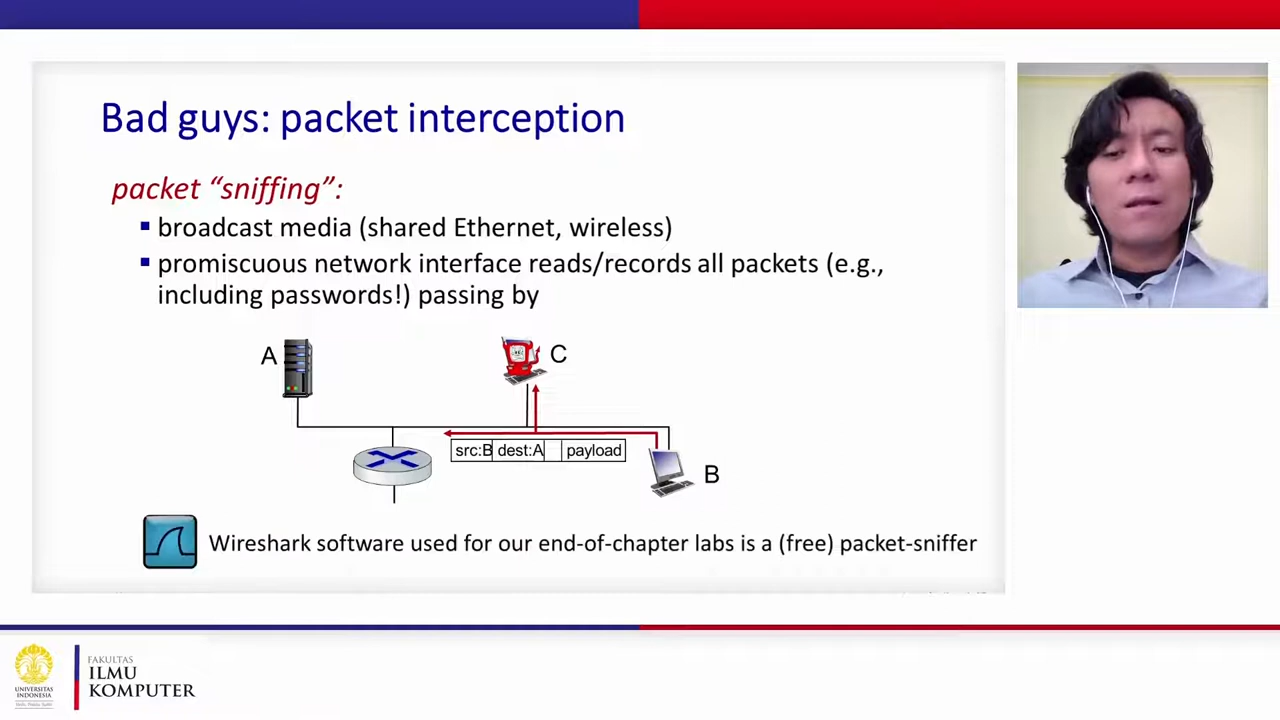 Bad guys: packet interception
packet “sniffing”:
broadcast media (shared Ethernet, wireless)
promiscuous network interface reads/records all packets (e.g.,
including passwords!) passing by
A
C
src:B dest:A payload
B
Wireshark software used for our end-of-chapter labs is a (free) packet-sniffer
UNIVERSITAS
INDONESIA
FAKULTAS
ILMU
KOMPUTER